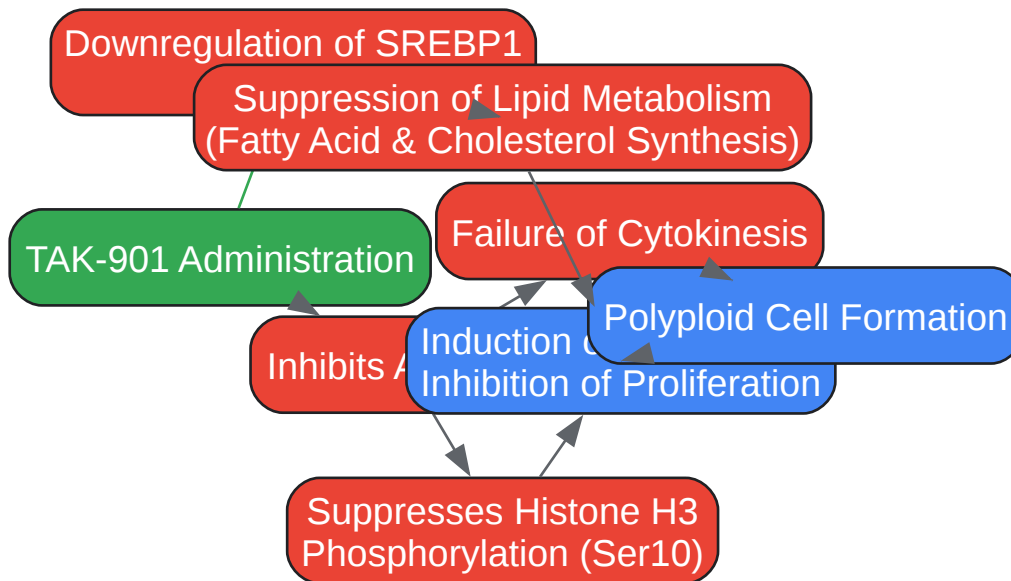 Downregulation of SREBP1
Suppression of Lipid Metabolism
(Fatty Acid & Cholesterol Synthesis)
Failure of Cytokinesis
TAK-901 Administration
Polyploid Cell Formation
Induction
Inhibits
Inhibition of Proliferation
Suppresses Histone H3
Phosphorylation (Ser10)